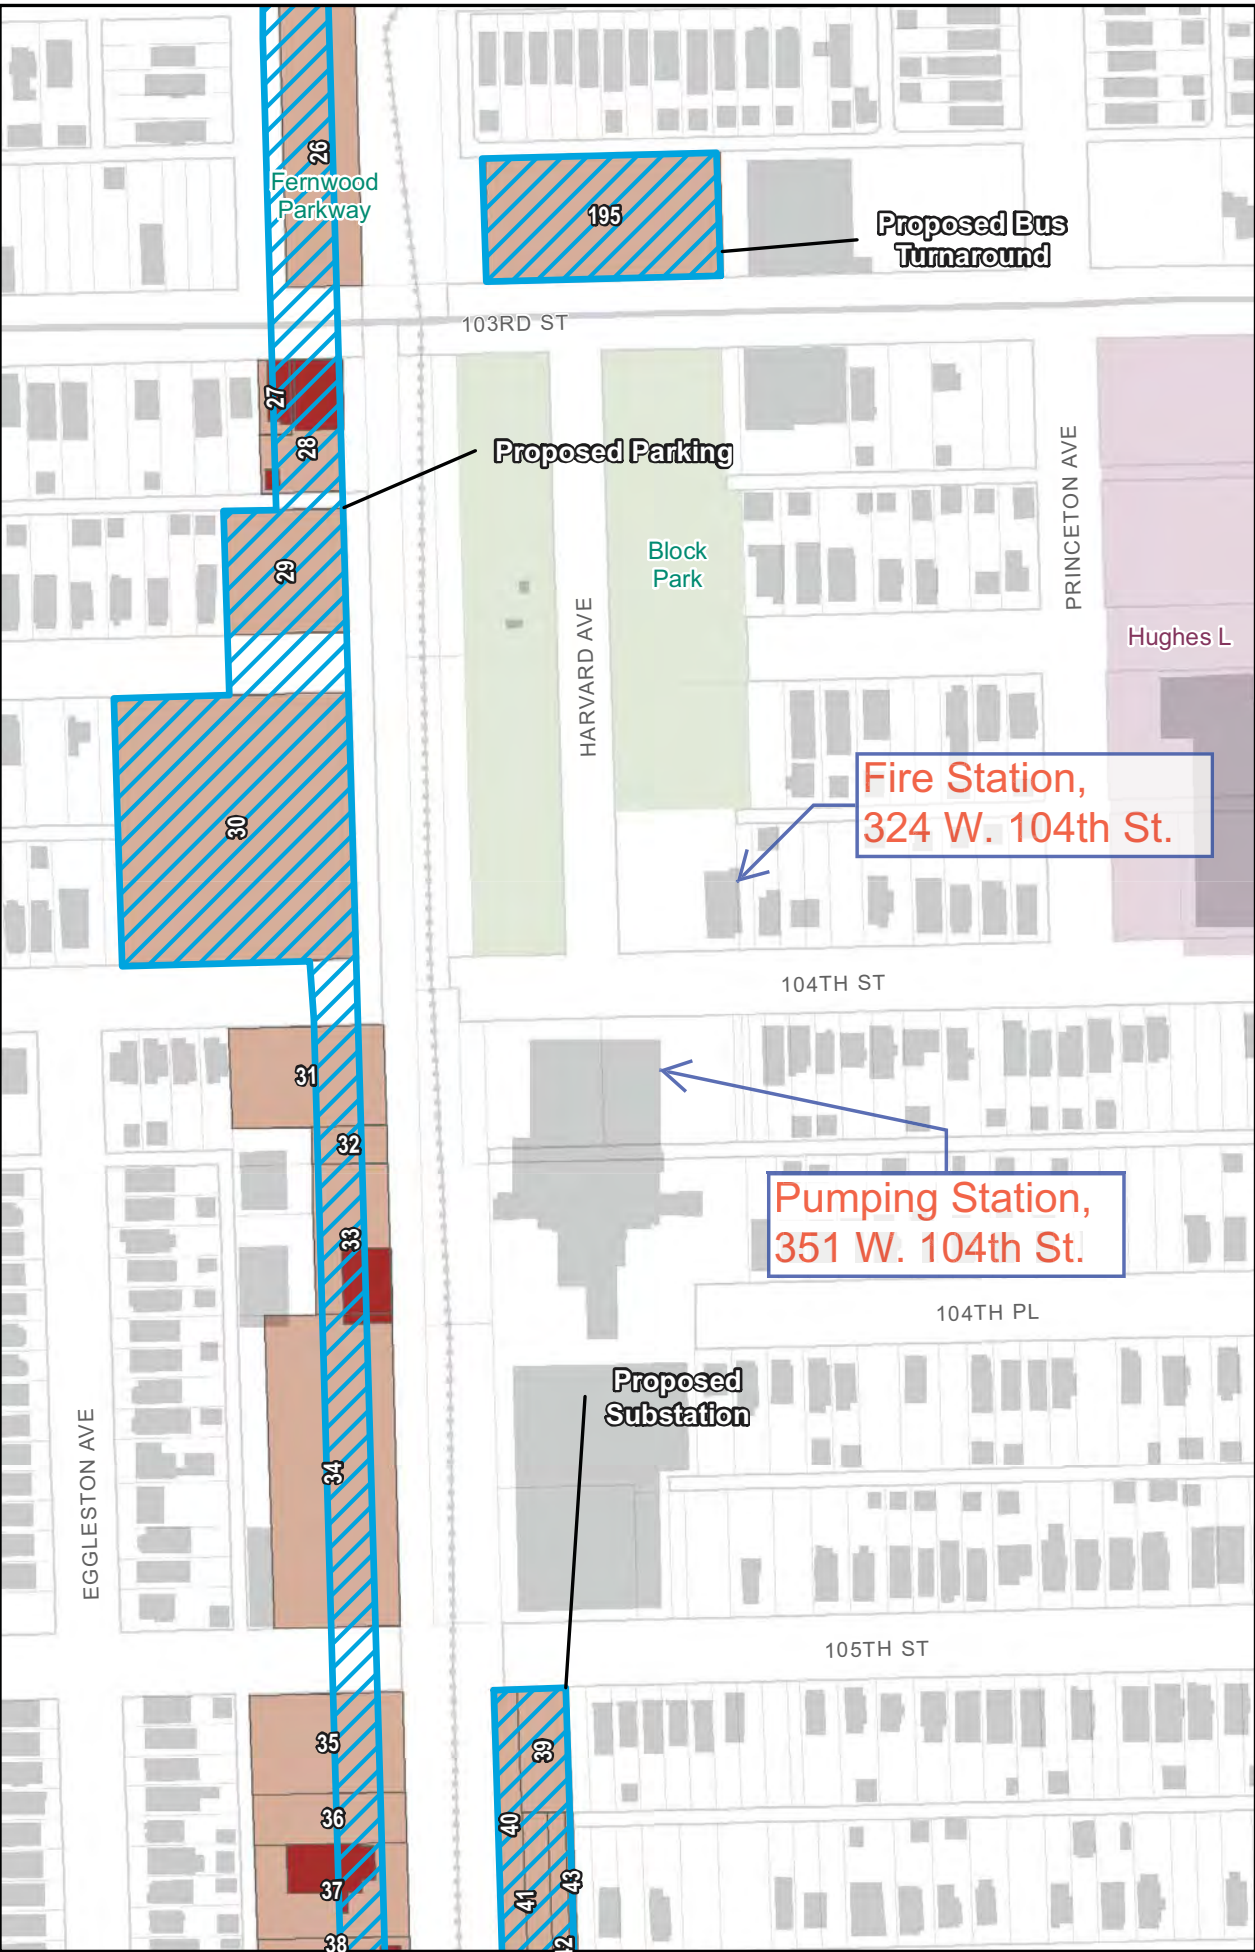 26
Fernwood
Parkway
195
Proposed Bus
Turnaround
103RD ST
27
28
Proposed Parking
PRINCETON AVE
29
Block
Park
HARVARD AVE
Hughes L
Fire Station,
324 W. 104th St.
30
104TH ST
31
32
Pumping Station,
351 W. 104th St.
33
104TH PL
Proposed
Substation
EGGLESTON AVE
34
105TH ST
35
39
36
40
37
41
43
38
2